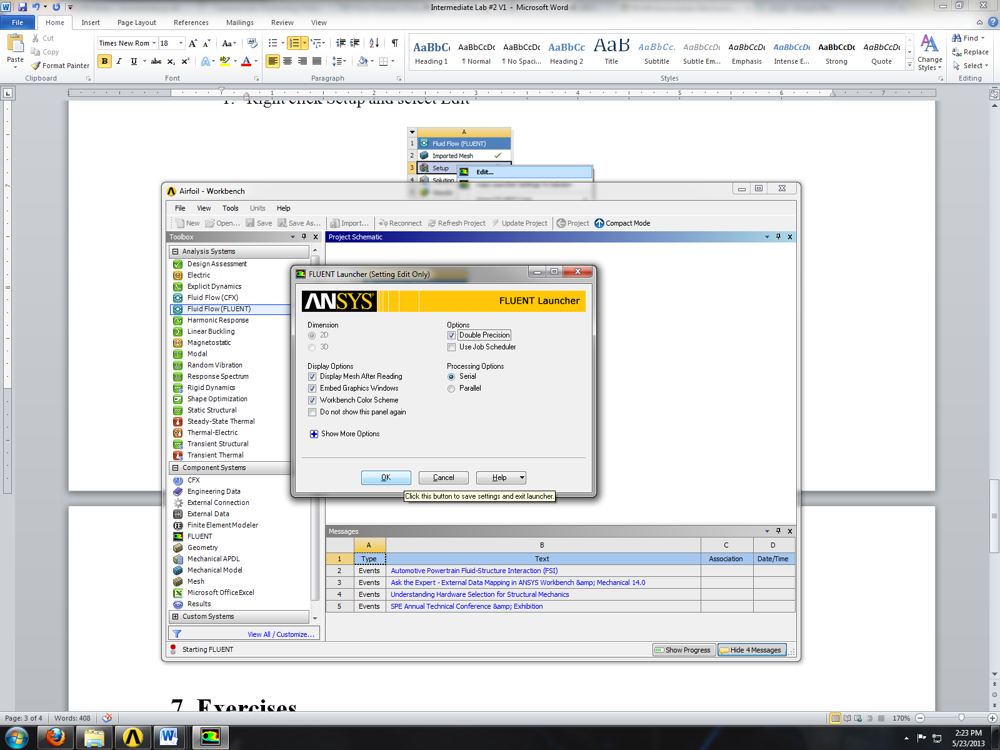 Intermediate Lab #2 V1 - Microsoft Word
File Home Insert Page Layout References Mailings Review View
Paste
Cut
Copy
Format Painter
Clipboard
Times New Rom 18
Font
Paragraph
AaBbCc AaBbCcDc AaBbCcDc AaBbCc AaB AaBbCc. AaBbCcDc AaBbCcDc AaBbCcDc AaBbCcDc AaBbCcDc
Heading 1 ¶ Normal ¶ No Spaci... Heading 2 Title Subtitle Subtle Em... Emphasis Intense E... Strong Quote
Change Styles
Styles
Find
Replace
Select
Editing
1 1 2 3 4 5 6 7
1. Right click Setup and select Edit
A
1 Fluid Flow (FLUENT)
2 Imported Mesh
3 Setup
Edit...
4 Solution
Airfoil - Workbench
File View Tools Units Help
New Open... Save Save As... Import... Reconnect Refresh Project Update Project Project Compact Mode
Toolbox
Project Schematic
Analysis Systems
Design Assessment
Electric
Explicit Dynamics
Fluid Flow (CFX)
Fluid Flow (FLUENT)
Harmonic Response
Linear Buckling
Magnetostatic
Modal
Random Vibration
Response Spectrum
Rigid Dynamics
Shape Optimization
Static Structural
Steady-State Thermal
Thermal-Electric
Transient Structural
Transient Thermal
Component Systems
CFX
Engineering Data
External Connection
External Data
Finite Element Modeler
FLUENT
Geometry
Mechanical APDL
Mechanical Model
Mesh
Microsoft Office Excel
Results
Custom Systems
View All / Customize...
FLUENT Launcher (Setting Edit Only)
ANSYS FLUENT Launcher
Dimension
2D
3D
Options
Double Precision
Use Job Scheduler
Display Options
Display Mesh After Reading
Embed Graphics Windows
Workbench Color Scheme
Do not show this panel again
Processing Options
Serial
Parallel
Show More Options
OK Cancel Help
Click this button to save settings and exit launcher.
Messages
A B C D
1 Type Text Association Date/Time
2 Events Automotive Powertrain Fluid-Structure Interaction (FSI)
3 Events Ask the Expert - External Data Mapping in ANSYS Workbench &amp; Mechanical 14.0
4 Events Understanding Hardware Selection for Structural Mechanics
5 Events SPE Annual Technical Conference &amp; Exhibition
Starting FLUENT
Show Progress Hide 4 Messages
7. Exercises
Page: 3 of 4 Words: 408 170%
2:23 PM
5/23/2013